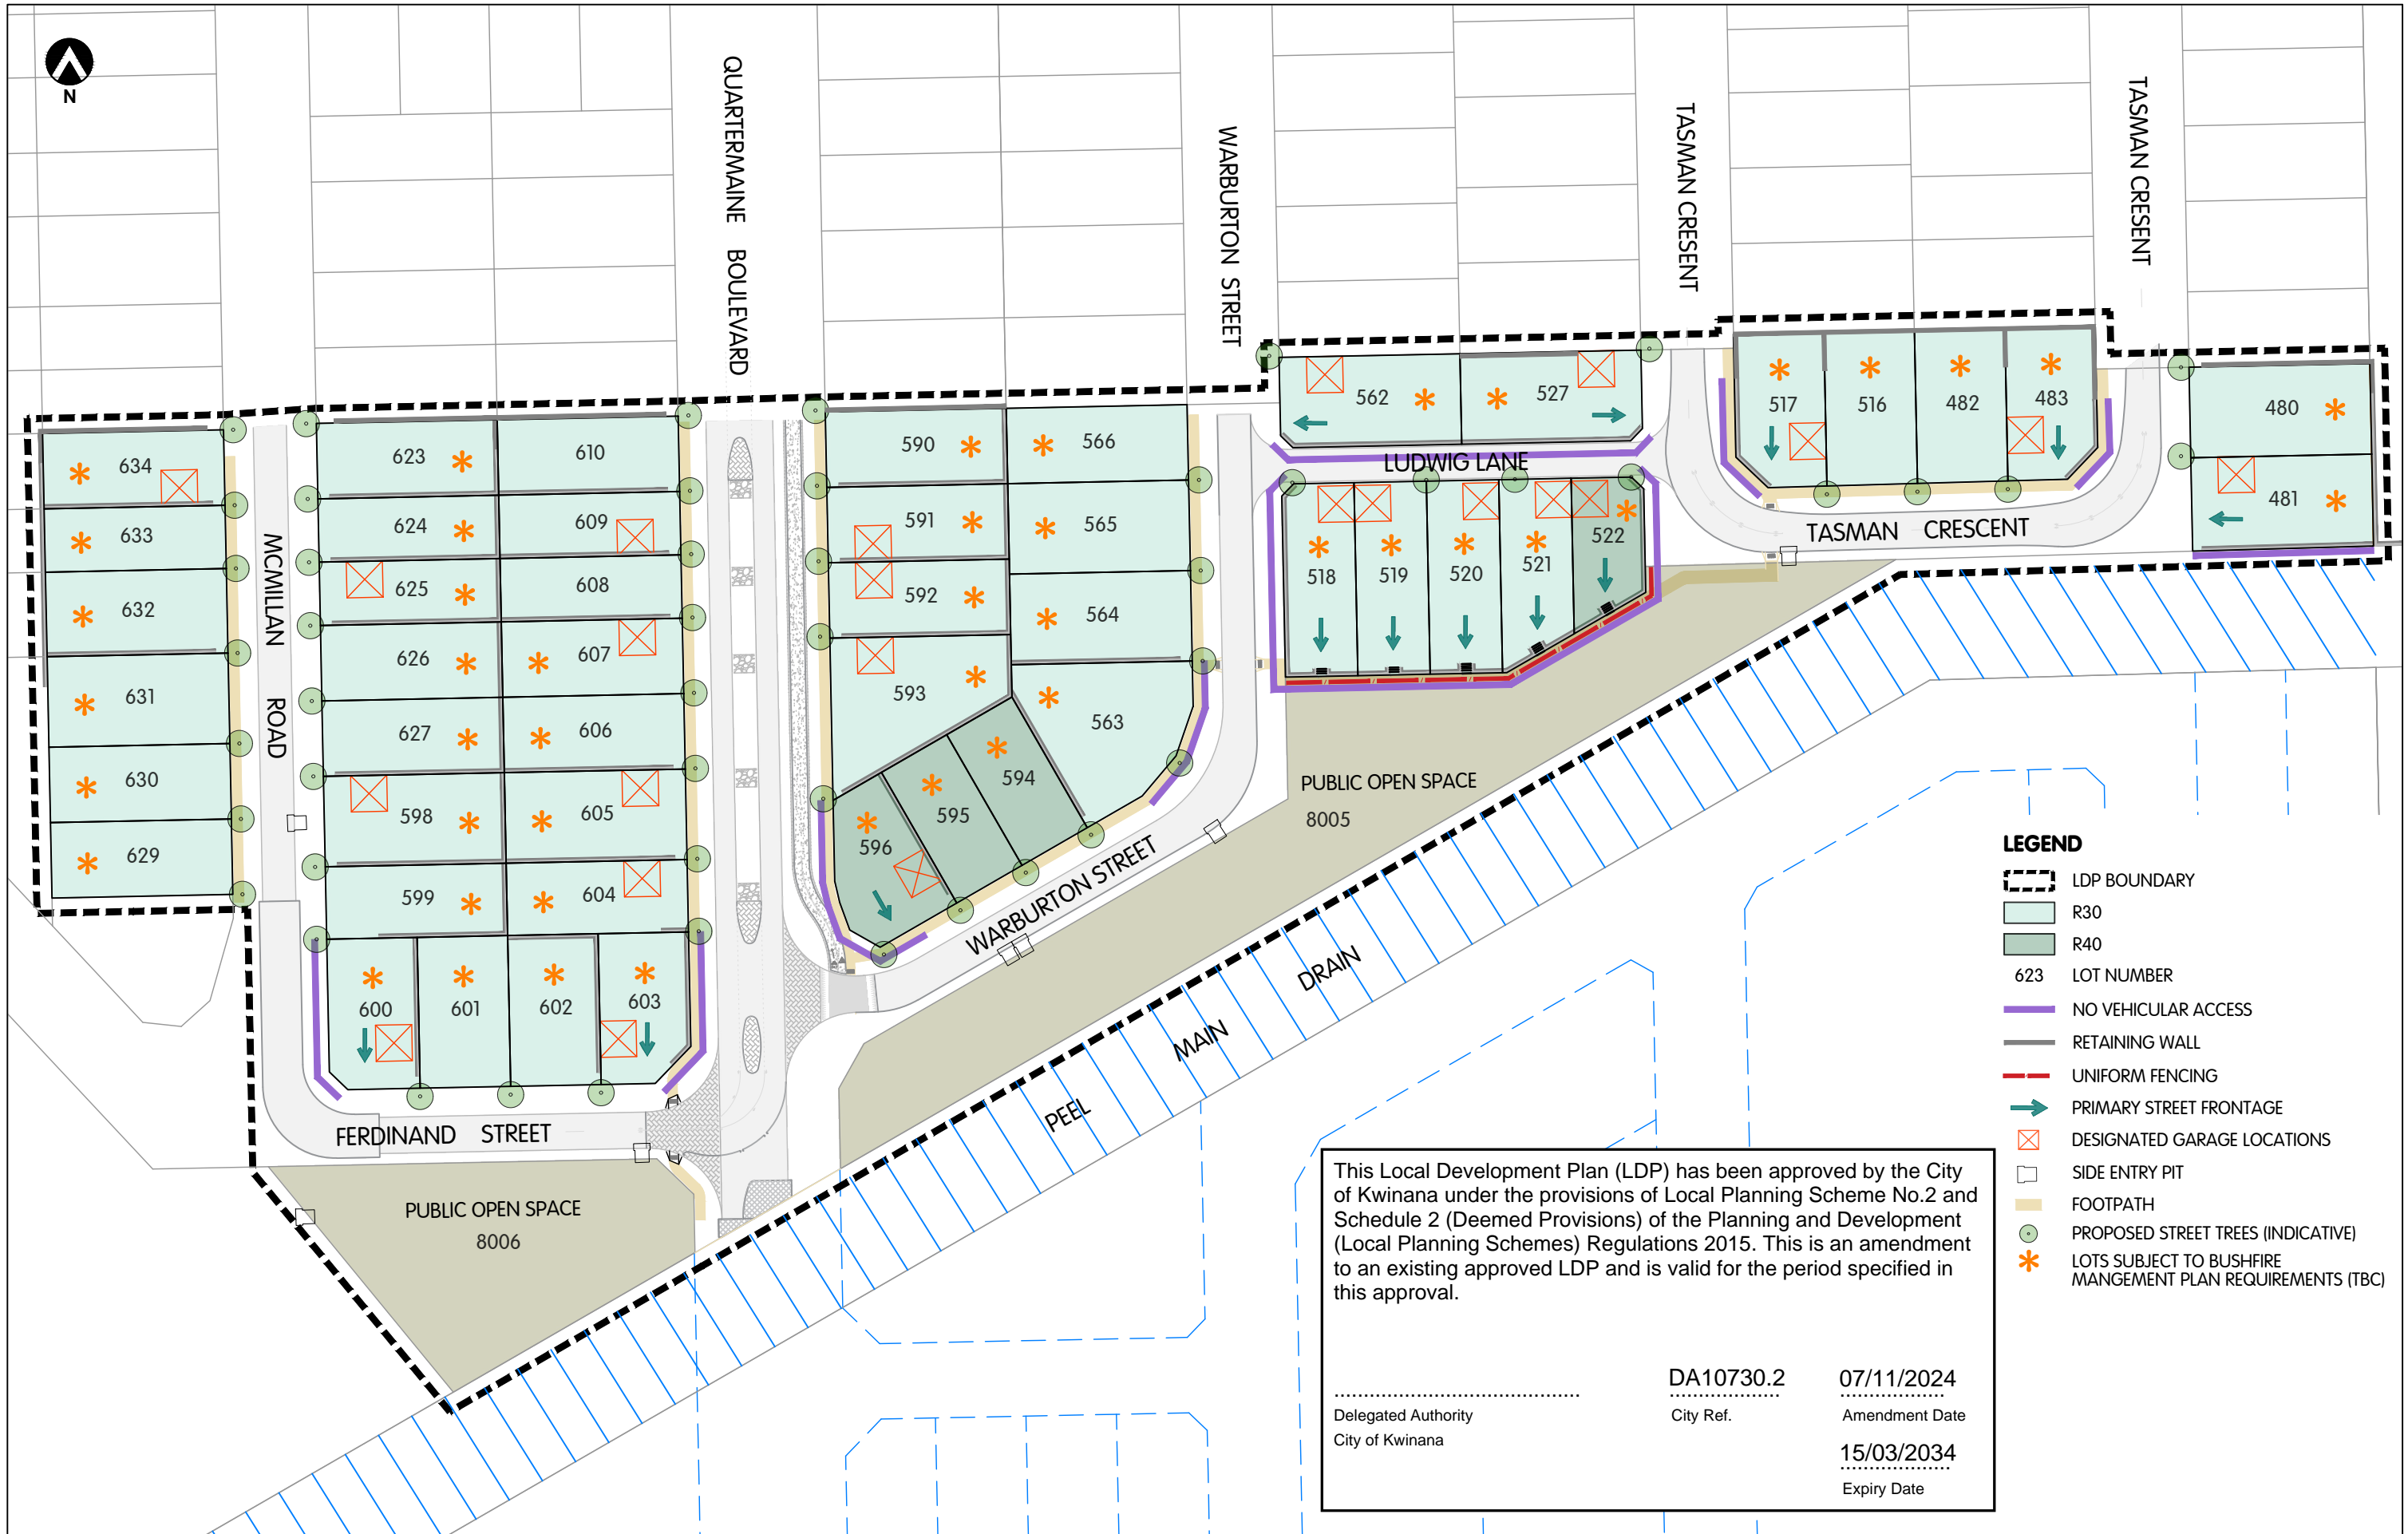 N
QUARTERMAINE BOULEVARD
WARBURTON STREET
TASMAN CRESENT
TASMAN CRESENT
634
633
632
631
630
629
MCMILLAN ROAD
623
610
624
609
625
608
626
607
627
606
598
605
599
604
600
601
602
603
590
566
591
565
592
564
593
563
594
595
596
562
527
LUDWIG LANE
518
519
520
521
522
517
516
482
483
480
481
TASMAN CRESCENT
WARBURTON STREET
FERDINAND STREET
PUBLIC OPEN SPACE
8005
PUBLIC OPEN SPACE
8006
PEEL MAIN DRAIN
LEGEND
LDP BOUNDARY
R30
R40
623 LOT NUMBER
NO VEHICULAR ACCESS
RETAINING WALL
UNIFORM FENCING
PRIMARY STREET FRONTAGE
DESIGNATED GARAGE LOCATIONS
SIDE ENTRY PIT
FOOTPATH
PROPOSED STREET TREES (INDICATIVE)
LOTS SUBJECT TO BUSHFIRE
MANGEMENT PLAN REQUIREMENTS (TBC)
This Local Development Plan (LDP) has been approved by the City
of Kwinana under the provisions of Local Planning Scheme No.2 and
Schedule 2 (Deemed Provisions) of the Planning and Development
(Local Planning Schemes) Regulations 2015. This is an amendment
to an existing approved LDP and is valid for the period specified in
this approval.
DA10730.2
07/11/2024
Delegated Authority
City Ref.
Amendment Date
City of Kwinana
15/03/2034
Expiry Date